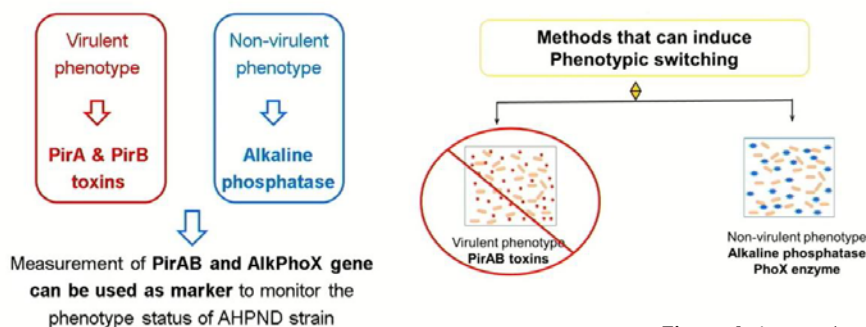 Virulent
phenotype
PirA & PirB
toxins
Non-virulent
phenotype
Alkaline
phosphatase
Measurement of PirAB and AlkPhoX gene
can be used as marker to monitor the
phenotype status of AHPND strain
Methods that can induce
Phenotypic switching
Virulent phenotype
PirAB toxins
Non-virulent phenotype
Alkaline phosphatase
PhoX enzyme